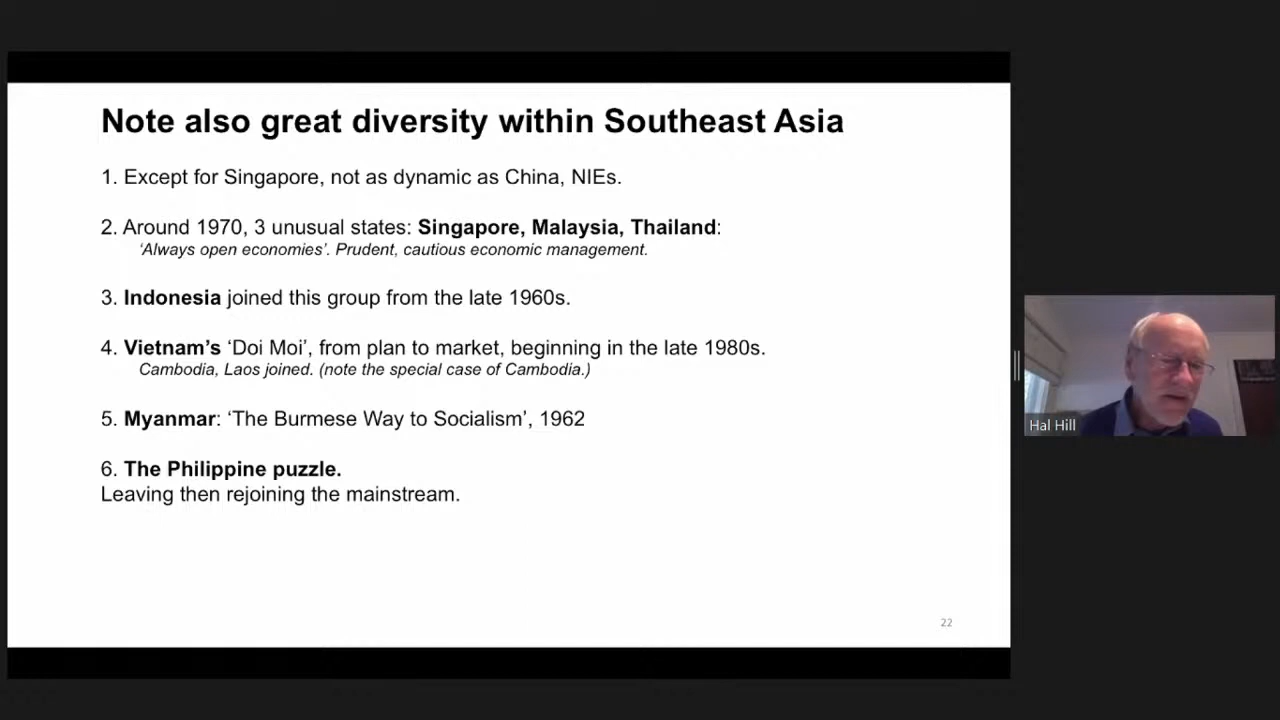 Note also great diversity within Southeast Asia
1. Except for Singapore, not as dynamic as China, NIEs.
2. Around 1970, 3 unusual states: Singapore, Malaysia, Thailand:
‘Always open economies’. Prudent, cautious economic management.
3. Indonesia joined this group from the late 1960s.
4. Vietnam’s ‘Doi Moi’, from plan to market, beginning in the late 1980s.
Cambodia, Laos joined. (note the special case of Cambodia.)
5. Myanmar: ‘The Burmese Way to Socialism’, 1962
6. The Philippine puzzle.
Leaving then rejoining the mainstream.
22
Hal Hill